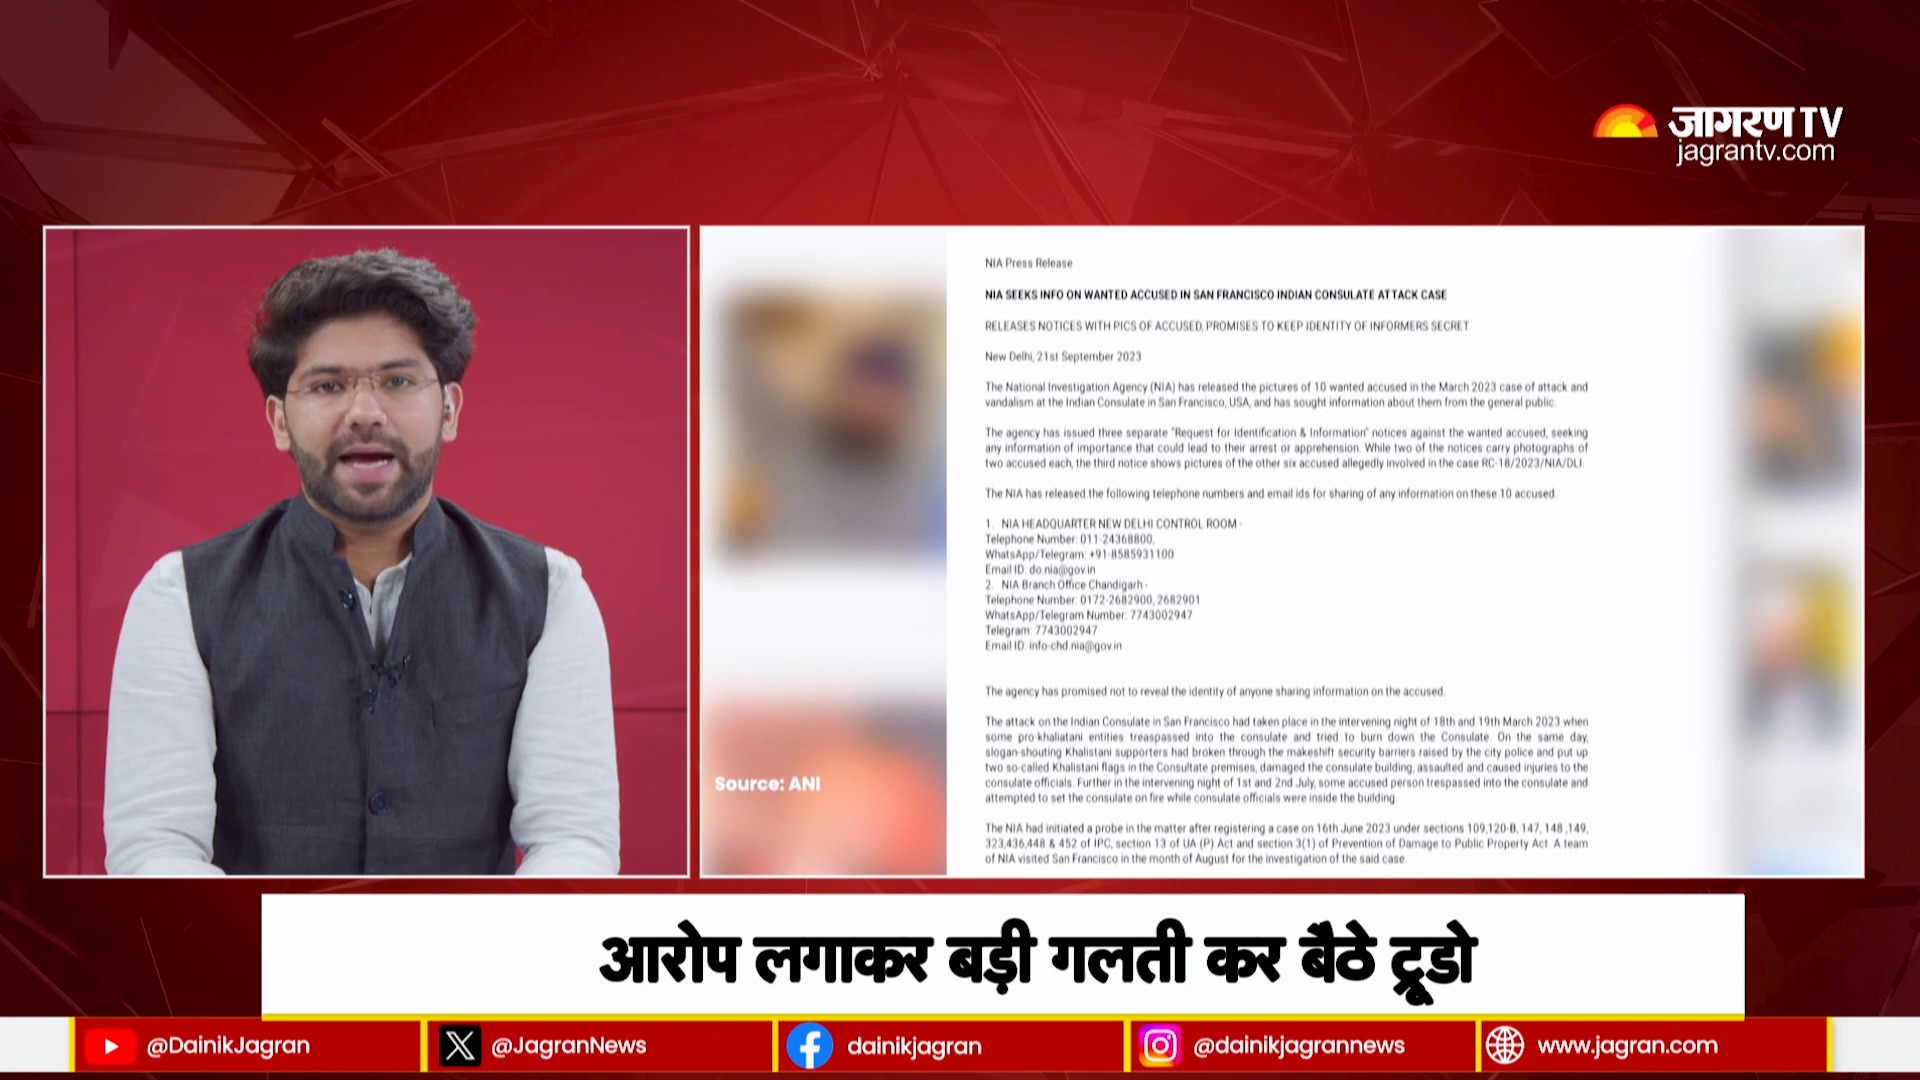 जागरण TV
jagrantv.com
NIA Press Release
NIA SEEKS INFO ON WANTED ACCUSED IN SAN FRANCISCO INDIAN CONSULATE ATTACK CASE
RELEASES NOTICES WITH PICS OF ACCUSED, PROMISES TO KEEP IDENTITY OF INFORMERS SECRET
New Delhi, 21st September 2023
The National Investigation Agency (NIA) has released the pictures of 10 wanted accused in the March 2023 case of attack and
vandalism at the Indian Consulate in San Francisco, USA, and has sought information about them from the general public.
The agency has issued three separate "Request for Identification & Information" notices against the wanted accused, seeking
any information of importance that could lead to their arrest or apprehension. While two of the notices carry photographs of
two accused each, the third notice shows pictures of the other six accused allegedly involved in the case RC-18/2023/NIA/DLI.
The NIA has released the following telephone numbers and email ids for sharing of any information on these 10 accused.
1. NIA HEADQUARTER NEW DELHI CONTROL ROOM -
Telephone Number: 011-24368800,
WhatsApp/Telegram: +91-8585931100
Email ID: do.nia@gov.in
2. NIA Branch Office Chandigarh -
Telephone Number: 0172-2682900, 2682901
WhatsApp/Telegram Number: 7743002947
Telegram: 7743002947
Email ID: info-chd.nia@gov.in
The agency has promised not to reveal the identity of anyone sharing information on the accused.
The attack on the Indian Consulate in San Francisco had taken place in the intervening night of 18th and 19th March 2023 when
some pro-khaliatani entities treaspassed into the consulate and tried to burn down the Consulate. On the same day,
slogan-shouting Khalistani supporters had broken through the makeshift security barriers raised by the city police and put up
two so-called Khalistani flags in the Consultate premises, damaged the consulate building, assaulted and caused injuries to the
consulate officials. Further in the intervening night of 1st and 2nd July, some accused person trespassed into the consulate and
attempted to set the consulate on fire while consulate officials were inside the building.
The NIA had initiated a probe in the matter after registering a case on 16th June 2023 under sections 109,120-B, 147, 148 ,149,
323,436,448 & 452 of IPC, section 13 of UA (P) Act and section 3(1) of Prevention of Damage to Public Property Act. A team
of NIA visited San Francisco in the month of August for the investigation of the said case.
Source: ANI
आरोप लगाकर बड़ी गलती कर बैठे ट्रूडो
@DainikJagran
@JagranNews
dainikjagran
@dainikjagrannews
www.jagran.com